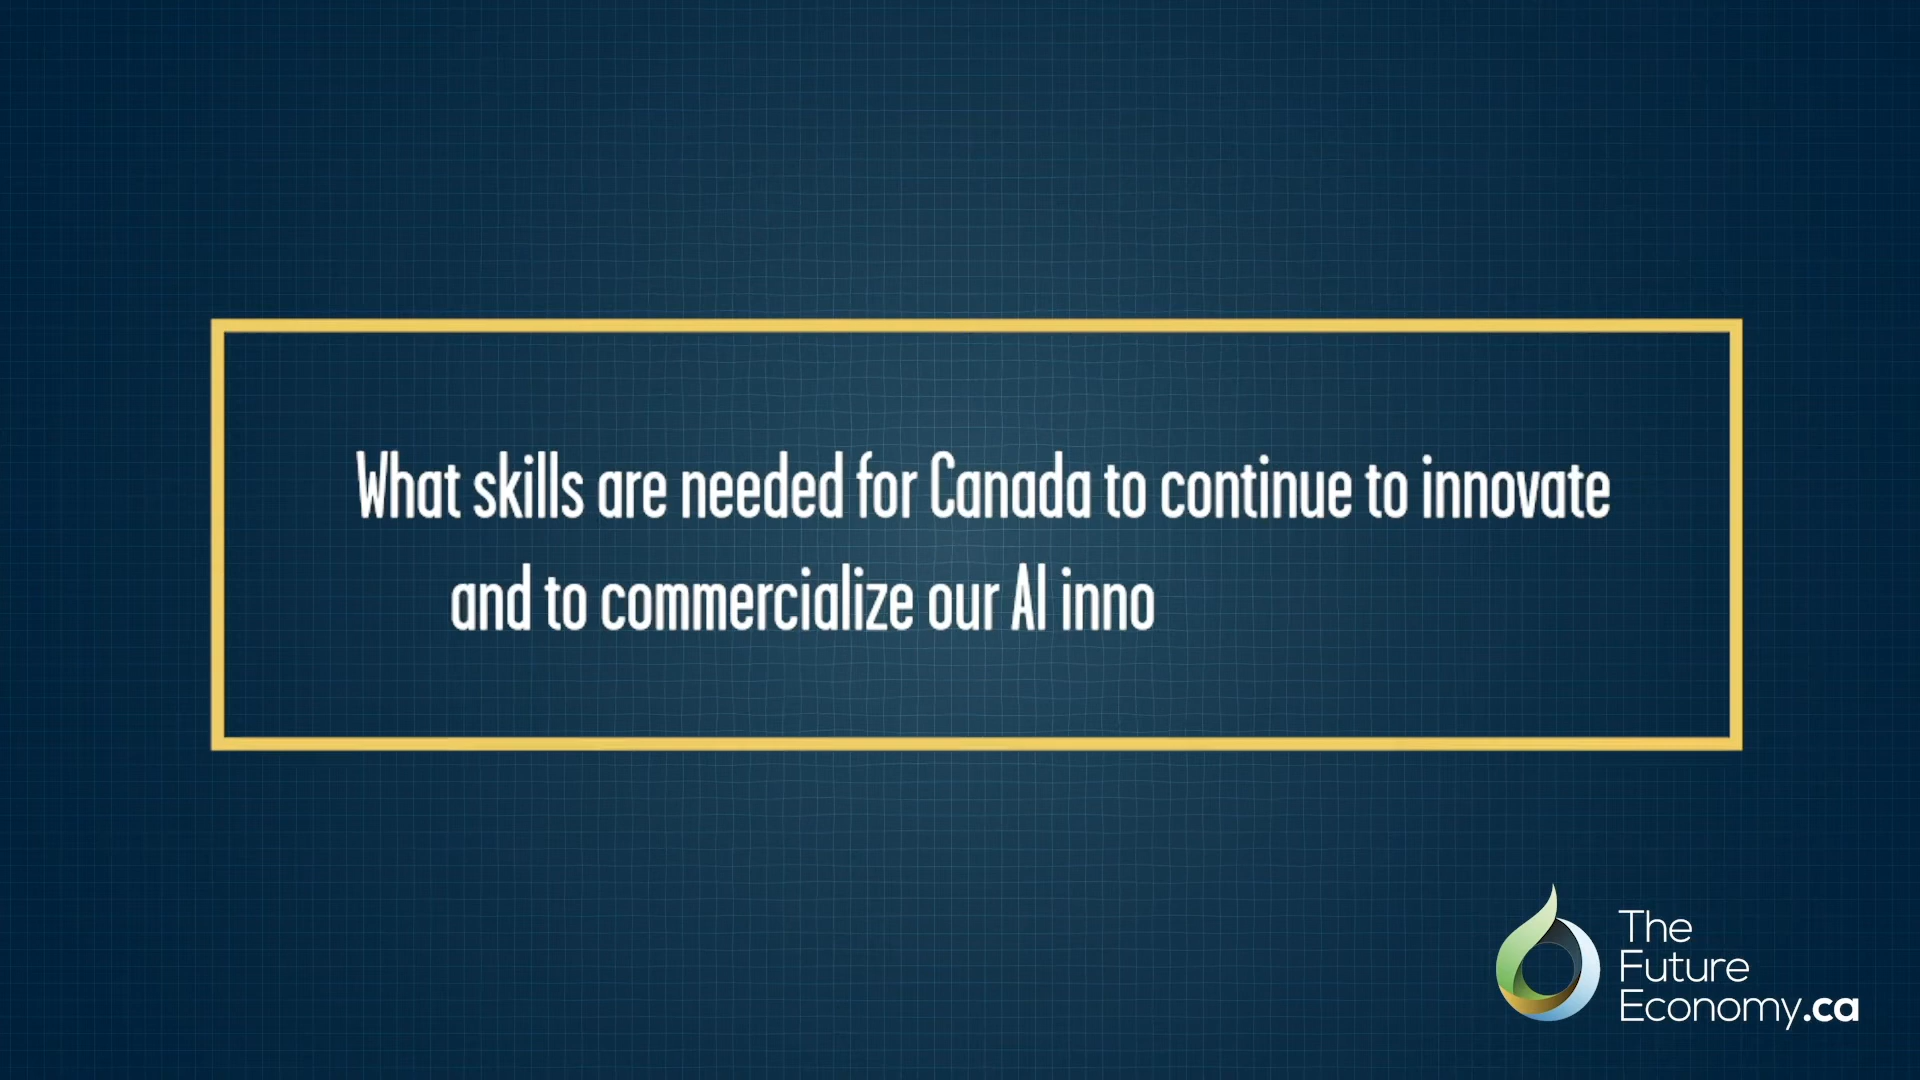 What skills are needed for Canada to continue to innovate
and to commercialize our AI inno
The
Future
Economy.ca